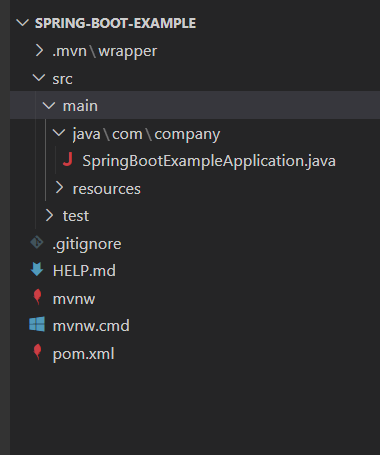 SPRING-BOOT-EXAMPLE
.mvn\wrapper
src
main
java\com\company
J SpringBootExampleApplication.java
resources
test
.gitignore
HELP.md
mvnw
mvnw.cmd
pom.xml